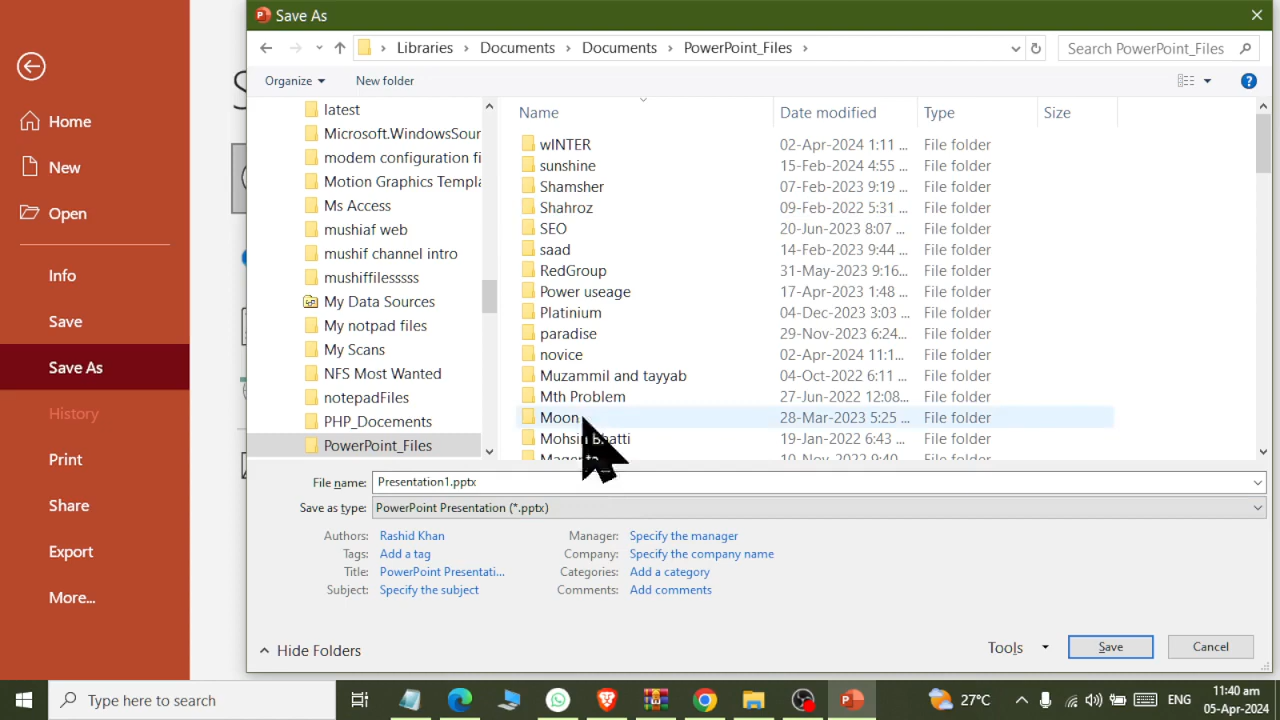 Save As
Libraries > Documents > Documents > PowerPoint_Files >
Search PowerPoint_Files
Organize
New folder
Home
New
Open
Info
Save
Save As
History
Print
Share
Export
More...
latest
Microsoft.WindowsSour
modem configuration fi
Motion Graphics Templa
Ms Access
mushiaf web
mushif channel intro
mushiffilesssss
My Data Sources
My notpad files
My Scans
NFS Most Wanted
notepadFiles
PHP_Docements
PowerPoint_Files
Name Date modified Type Size
wINTER 02-Apr-2024 1:11 ... File folder
sunshine 15-Feb-2024 4:55 ... File folder
Shamsher 07-Feb-2023 9:19 ... File folder
Shahroz 09-Feb-2022 5:31 ... File folder
SEO 20-Jun-2023 8:07 ... File folder
saad 14-Feb-2023 9:44 ... File folder
RedGroup 31-May-2023 9:16... File folder
Power useage 17-Apr-2023 1:48 ... File folder
Platinium 04-Dec-2023 3:03 ... File folder
paradise 29-Nov-2023 6:24... File folder
novice 02-Apr-2024 11:1... File folder
Muzammil and tayyab 04-Oct-2022 6:11 ... File folder
Mth Problem 27-Jun-2022 12:08... File folder
Moon 28-Mar-2023 5:25 ... File folder
Mohsin Bhatti 19-Jan-2022 6:43 ... File folder
10-Nov-2022 9:40 ... File folder
File name: Presentation1.pptx
Save as type: PowerPoint Presentation (*.pptx)
Authors: Rashid Khan Manager: Specify the manager
Tags: Add a tag Company: Specify the company name
Title: PowerPoint Presentati... Categories: Add a category
Subject: Specify the subject Comments: Add comments
Hide Folders
Tools
Save
Cancel
Type here to search
27°C
ENG
11:40 am
05-Apr-2024